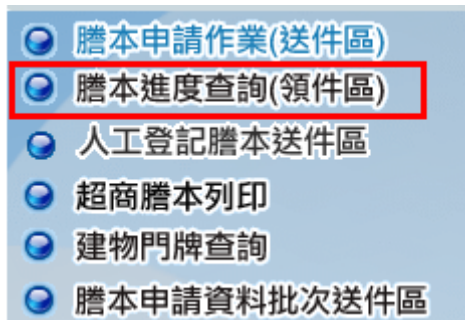 謄本申請作業(送件區)
謄本進度查詢(領件區)
人工登記謄本送件區
超商謄本列印
建物門牌查詢
謄本申請資料批次送件區